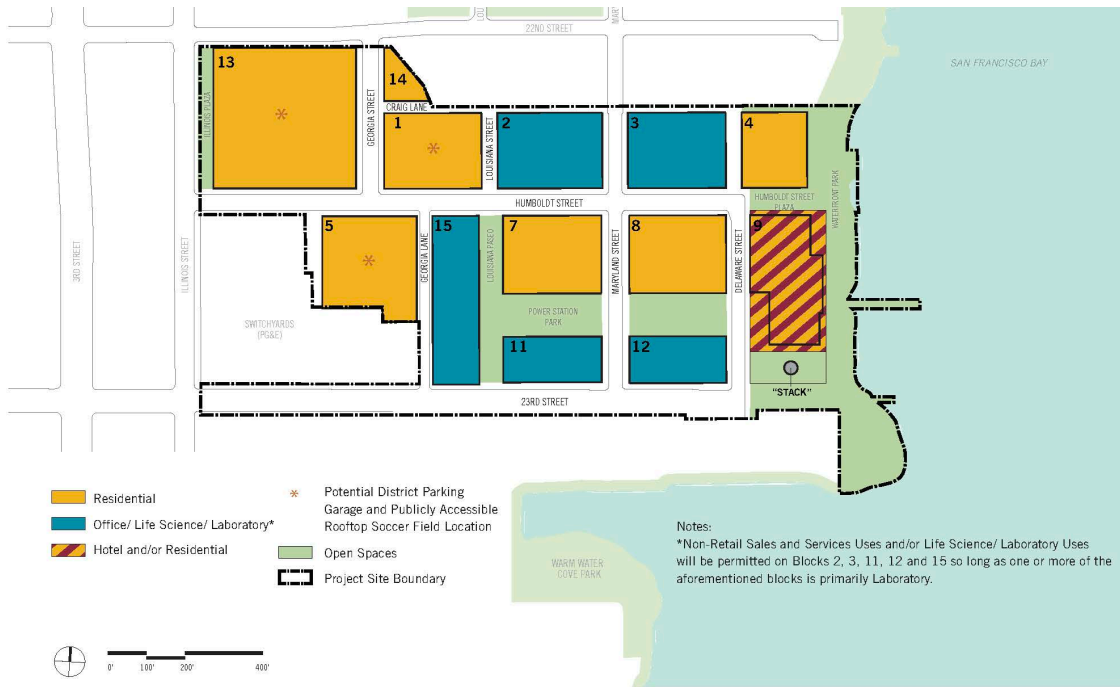 22ND STREET
SAN FRANCISCO BAY
13
14
CRAIG LANE
ILLINOIS PLAZA
GEORGIA STREET
1
LOUISIANA STREET
2
3
4
HUMBOLDT STREET
HUMBOLDT STREET
PLAZA
WATERFRONT PARK
3RD STREET
ILLINOIS STREET
5
GEORGIA LANE
15
LOUISIANA PASEO
7
MARYLAND STREET
8
DELAWARE STREET
9
SWITCHYARDS
(PG&E)
POWER STATION
PARK
11
12
"STACK"
23RD STREET
Residential
Office/ Life Science/ Laboratory*
Hotel and/or Residential
* Potential District Parking
Garage and Publicly Accessible
Rooftop Soccer Field Location
Open Spaces
Project Site Boundary
WARM WATER
COVE PARK
Notes:
*Non-Retail Sales and Services Uses and/or Life Science/ Laboratory Uses
will be permitted on Blocks 2, 3, 11, 12 and 15 so long as one or more of the
aforementioned blocks is primarily Laboratory.
0' 100' 200' 400'